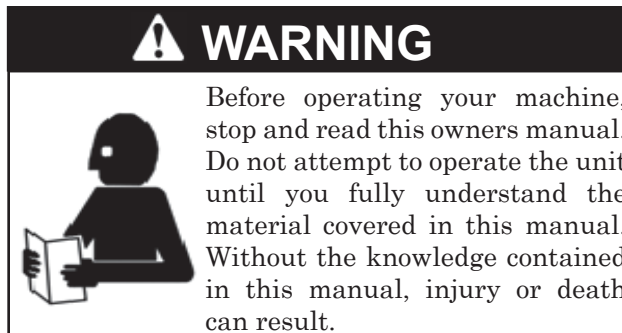 WARNING
Before operating your machine,
stop and read this owners manual.
Do not attempt to operate the unit
until you fully understand the
material covered in this manual.
Without the knowledge contained
in this manual, injury or death
can result.